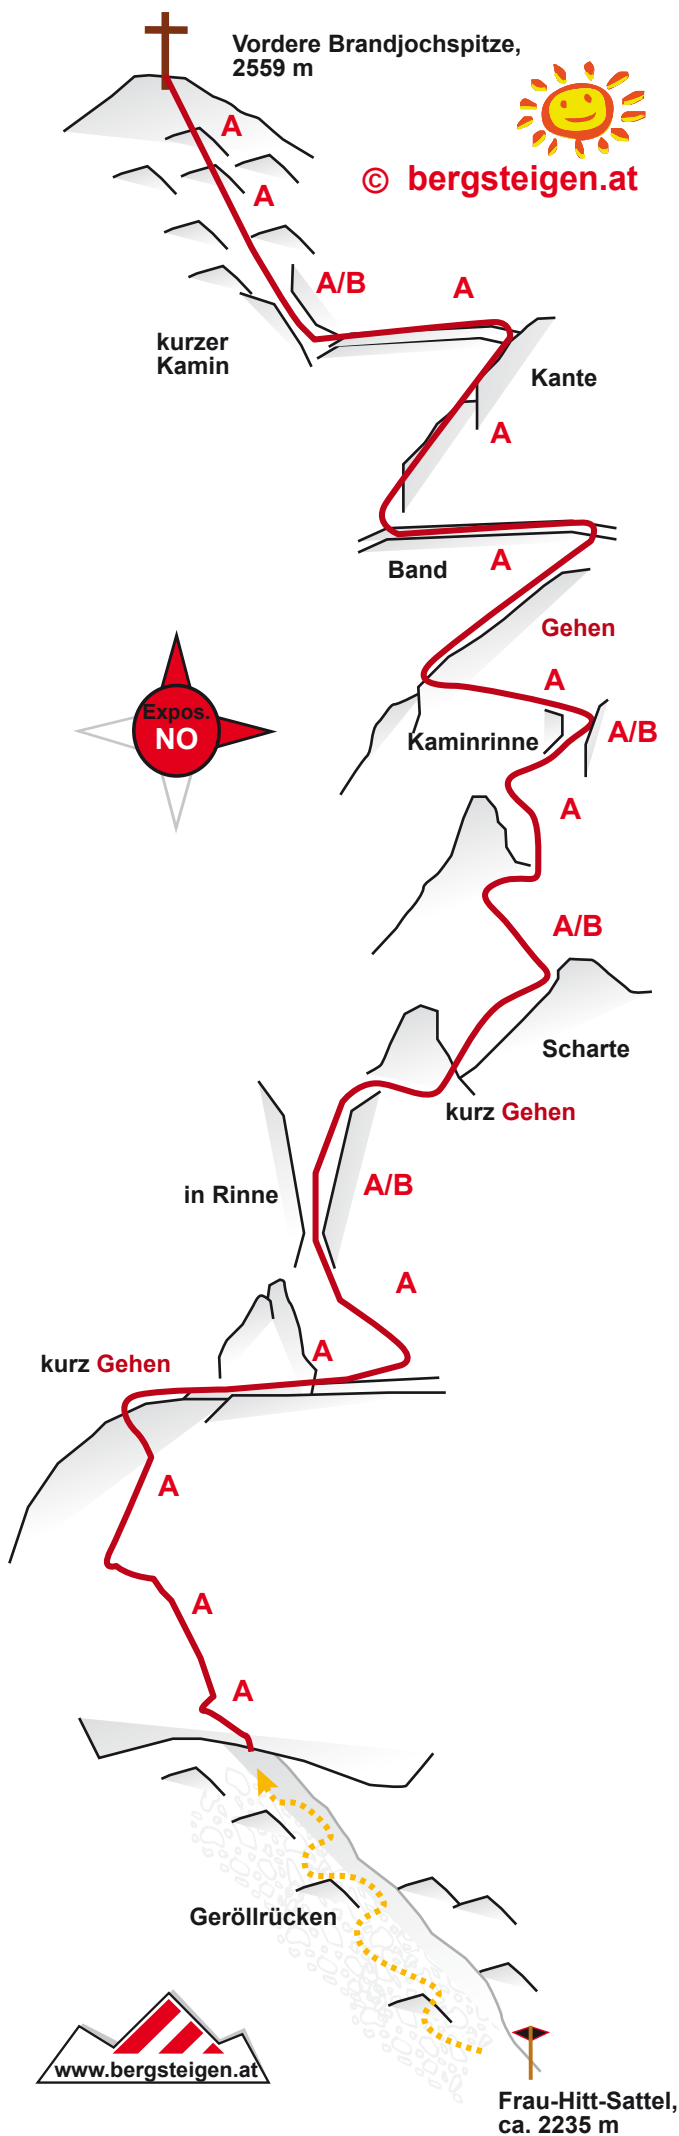 Vordere Brandjochspitze,
2559 m
A
© bergsteigen.at
A
A/B
A
kurzer
Kamin
Kante
A
Band
A
Gehen
A
Expos.
NO
Kaminrinne
A/B
A
A/B
Scharte
kurz Gehen
in Rinne
A/B
A
A
kurz Gehen
A
A
A
Geröllrücken
www.bergsteigen.at
Frau-Hitt-Sattel,
ca. 2235 m